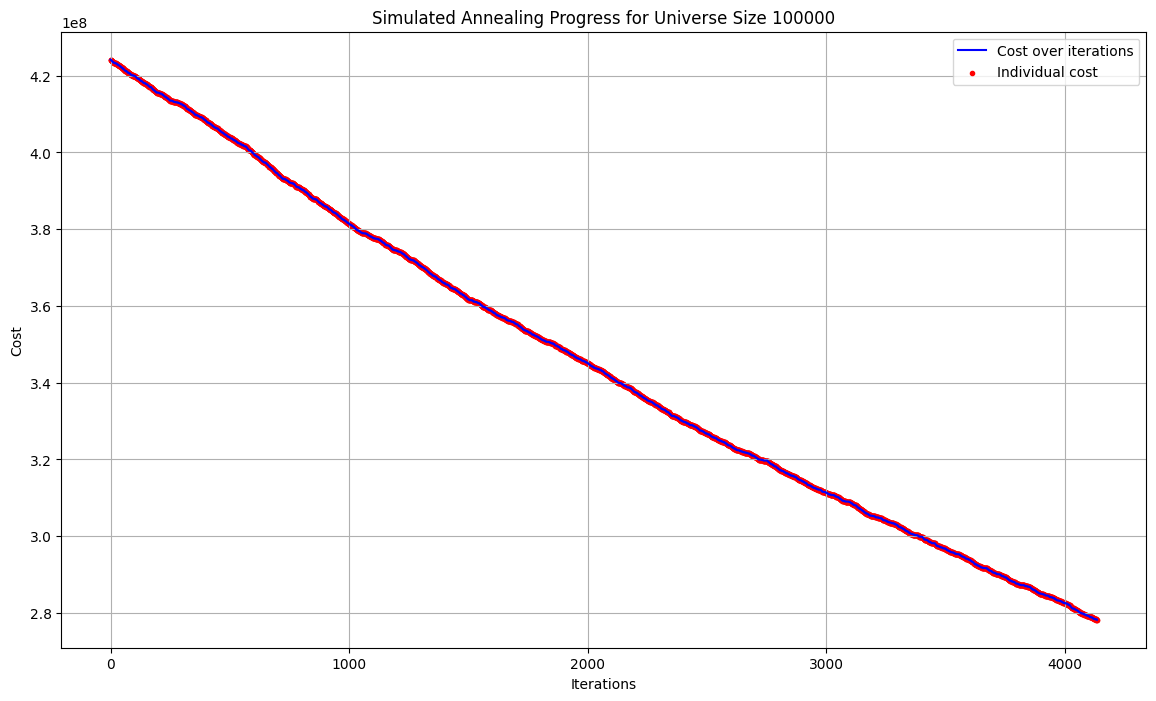 Simulated Annealing Progress for Universe Size 100000
1e8
Cost over iterations
Individual cost
4.2
4.0
3.8
3.6
3.4
3.2
3.0
2.8
Cost
0 1000 2000 3000 4000
Iterations